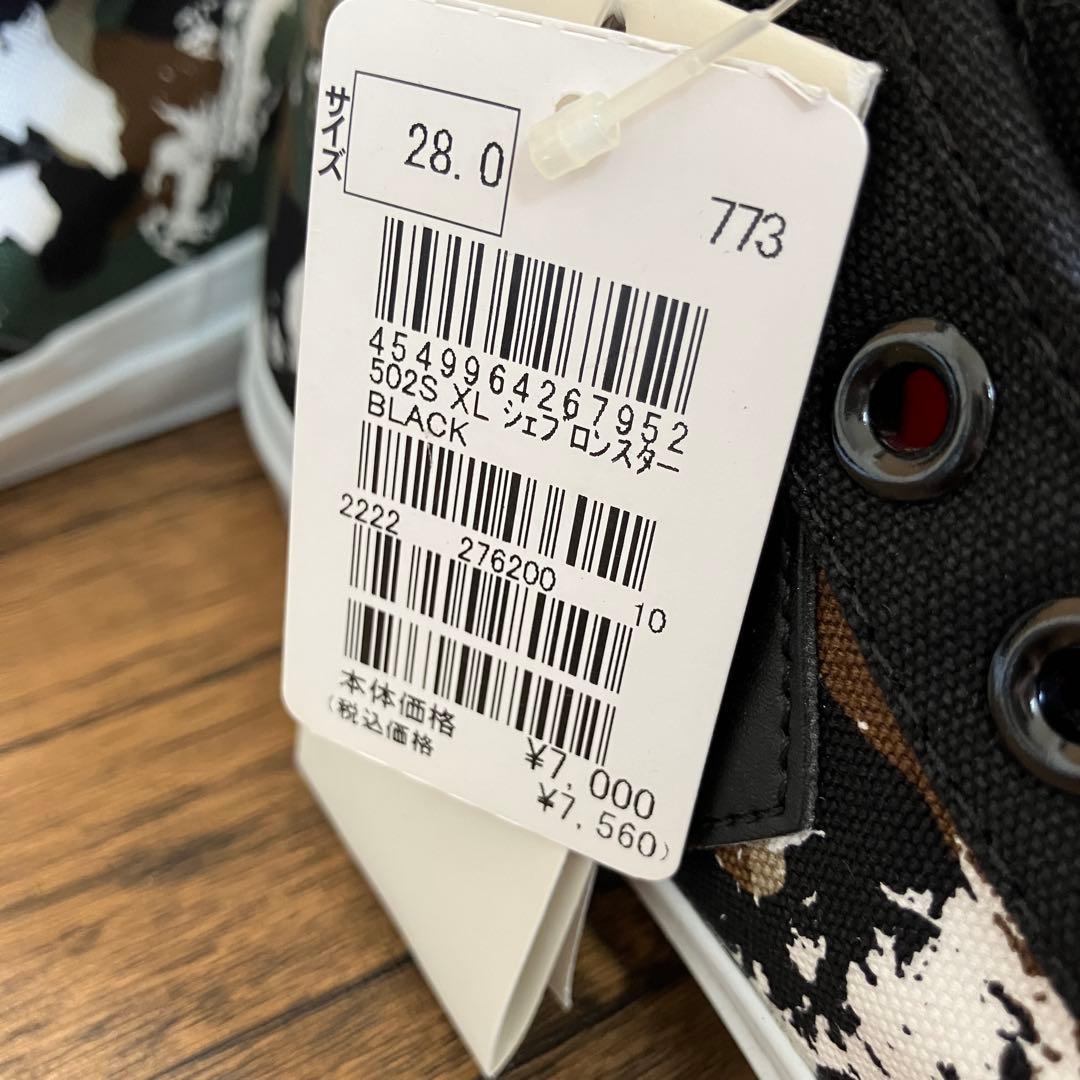 サイズ
28.0
773
4549964267952
502S XL シェブロンスター
BLACK
2222 276200 10
本体価格 ¥7,000
(税込価格 ¥7,560)